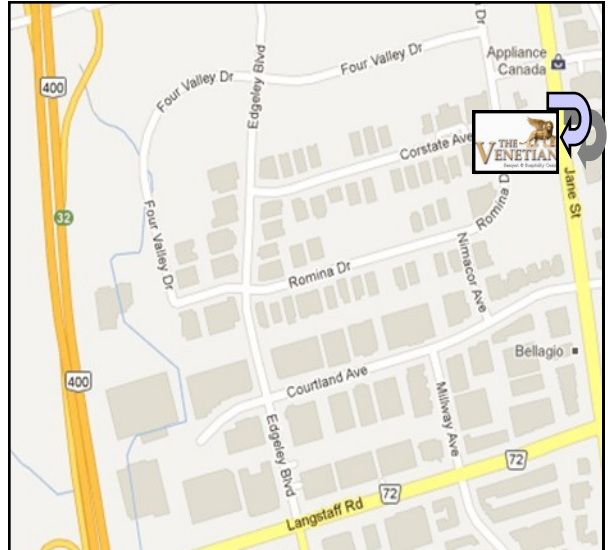 400
Edgeley Blvd
Four Valley Dr
Four Valley Dr
Dr
Appliance
Canada
Corstate Ave
THE
VENETIAN
Jane St
32
Four Valley Dr
Romina Dr
Romina D
Nimacor Ave
Bellagio
400
Courtland Ave
Millway Ave
Edgeley Blvd
72
72
Langstaff Rd